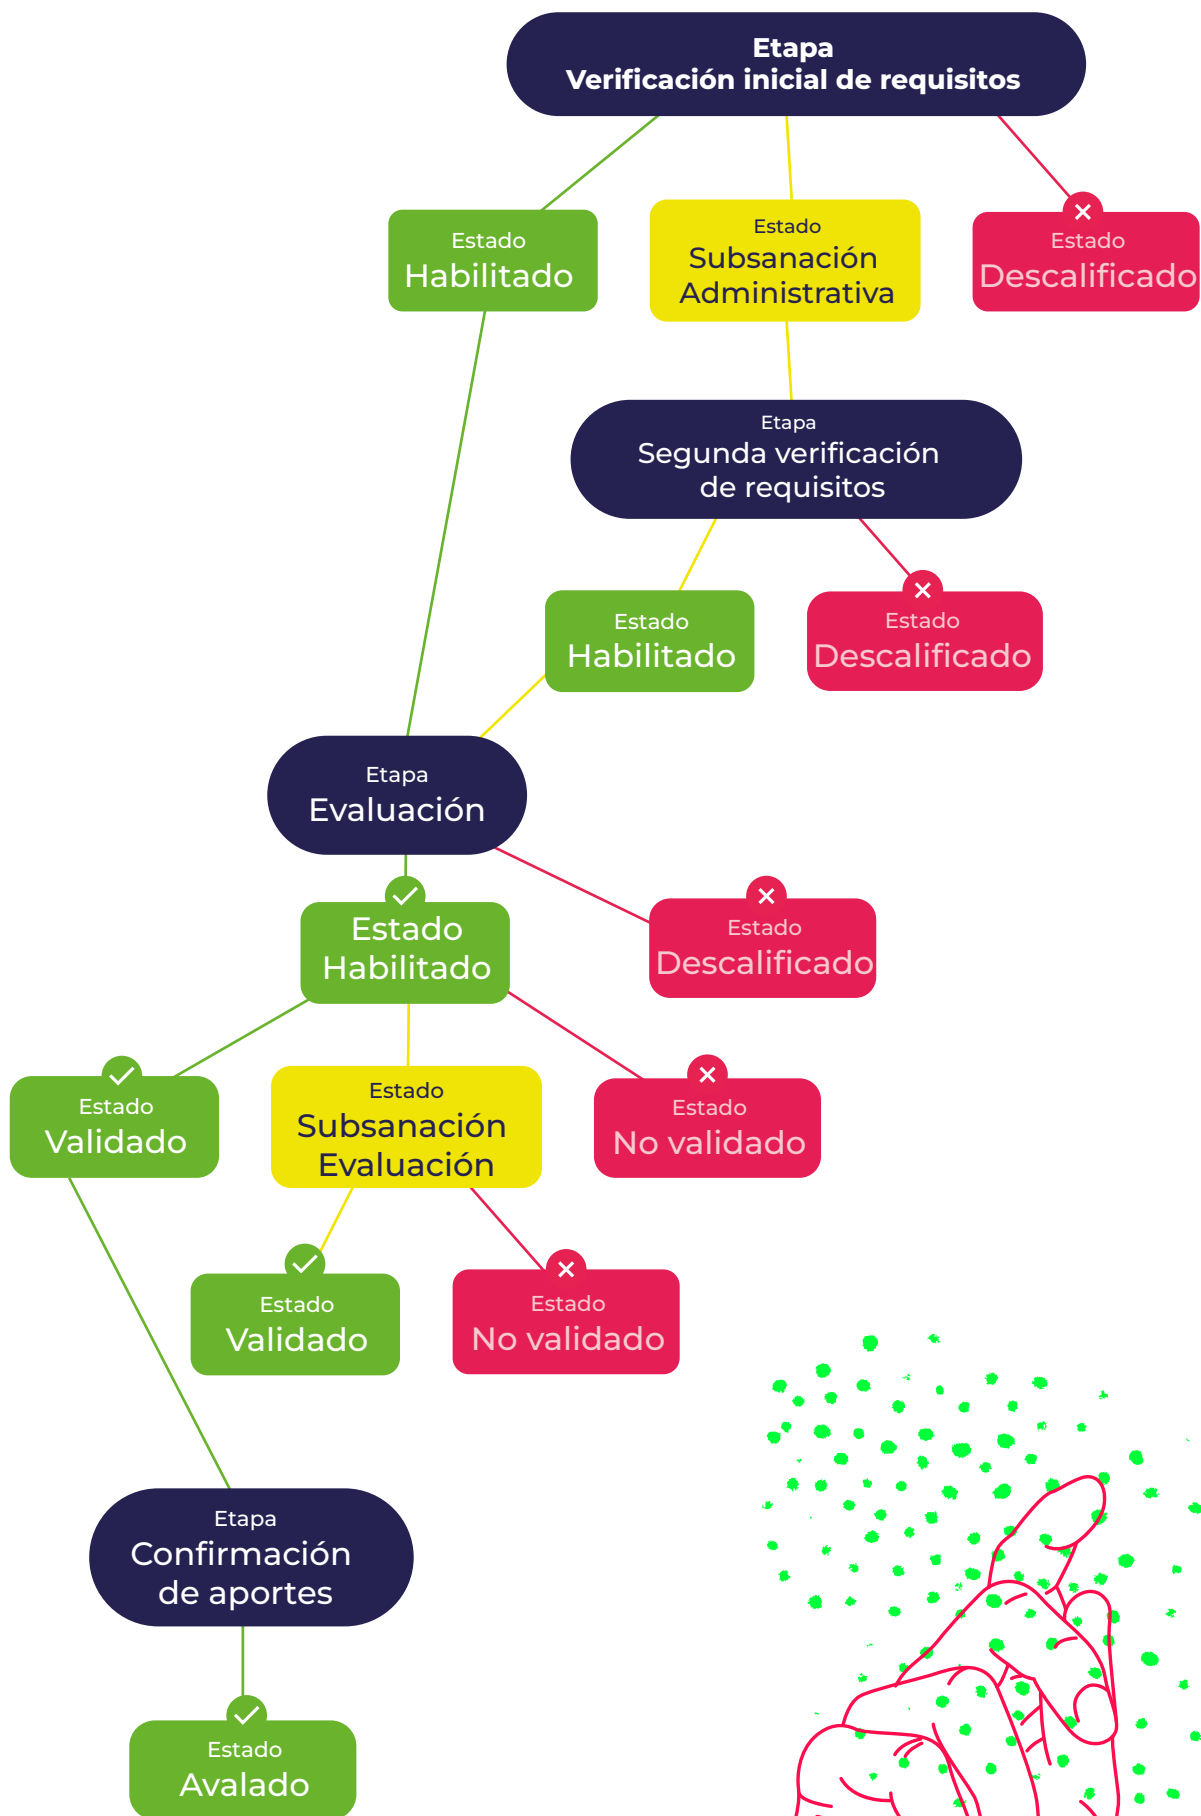 Etapa
Verificación inicial de requisitos
Estado
Habilitado
Estado
Subsanación
Administrativa
Estado
Descalificado
Etapa
Segunda verificación
de requisitos
Estado
Habilitado
Estado
Descalificado
Etapa
Evaluación
Estado
Habilitado
Estado
Descalificado
Estado
Validado
Estado
Subsanación
Evaluación
Estado
No validado
Estado
Validado
Estado
No validado
Etapa
Confirmación
de aportes
Estado
Avalado